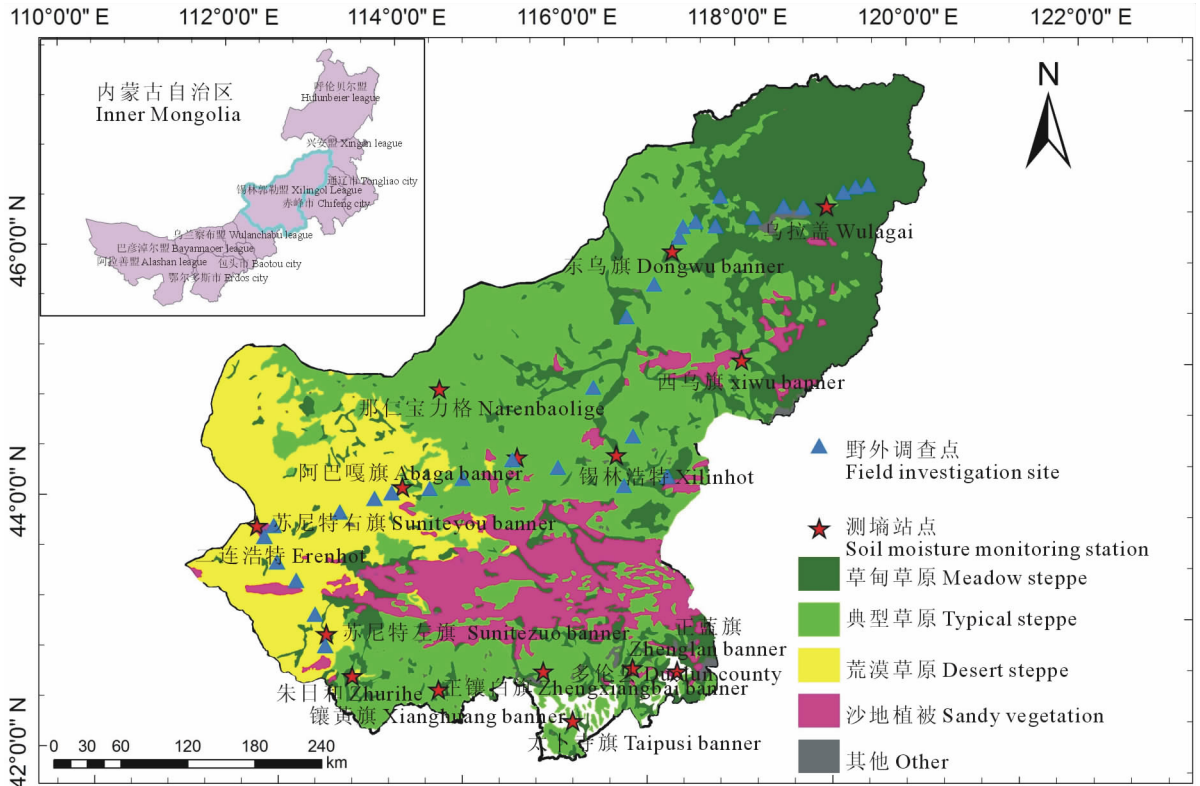 110°0'0" E
112°0'0" E
114°0'0" E
116°0'0" E
118°0'0" E
120°0'0" E
122°0'0" E
内蒙古自治区
Inner Mongolia
呼伦贝尔盟
Hulunbeier league
兴安盟 Xingan league
通辽市 Tongliao city
锡林郭勒盟 Xilingol League
赤峰市 Chifeng city
乌兰察布盟 Wulanchabu league
巴彦淖尔盟 Bayannaoer league
阿拉善盟 Alashan league
包头市 Baotou city
鄂尔多斯市 Erdos city
N
46°0'0" N
44°0'0" N
42°0'0" N
乌拉盖 Wulagai
东乌旗 Dongwu banner
西乌旗 xiwu banner
那仁宝力格 Narenbaolige
阿巴嘎旗 Abaga banner
锡林浩特 Xilinhot
苏尼特右旗 Suniteyou banner
连浩特 Erenhot
苏尼特左旗 Sunitezuo banner
正蓝旗
Zhenglan banner
多伦 Duolun county
朱日和 Zhurihe
正镶白旗 Zhengxiangbai banner
镶黄旗 Xianghuang banner
太卜寺旗 Taipusi banner
野外调查点
Field investigation site
测墒站点
Soil moisture monitoring station
草甸草原 Meadow steppe
典型草原 Typical steppe
荒漠草原 Desert steppe
沙地植被 Sandy vegetation
其他 Other
0 30 60 120 180 240
km